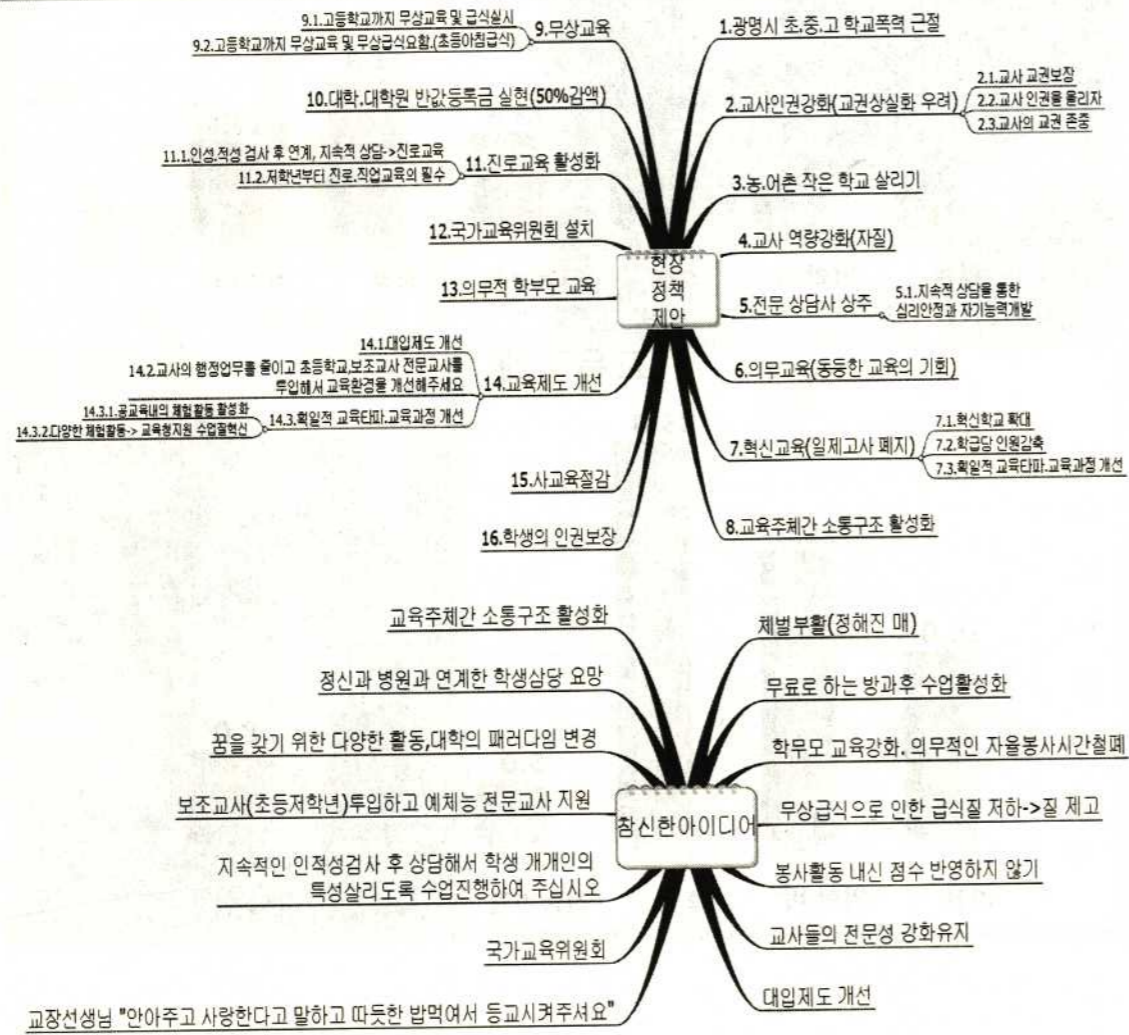 현장
정책
제안
1.광명시 초.중.고 학교폭력 근절
2.교사인권강화(교권상실화 우려)
2.1.교사 교권보장
2.2.교사 인권을 올리자
2.3.교사의 교권 존중
3.농.어촌 작은 학교 살리기
4.교사 역량강화(자질)
5.전문 상담사 상주
5.1.지속적 상담을 통한
심리안정과 자기능력개발
6.의무교육(동등한 교육의 기회)
7.혁신교육(일제고사 폐지)
7.1.혁신학교 확대
7.2.학급당 인원감축
7.3.획일적 교육타파.교육과정 개선
8.교육주체간 소통구조 활성화
9.무상교육
9.1.고등학교까지 무상교육 및 급식실시
9.2.고등학교까지 무상교육 및 무상급식요함.(초등아침급식)
10.대학.대학원 반값등록금 실현(50%감액)
11.진로교육 활성화
11.1.인성.적성 검사 후 연계, 지속적 상담->진로교육
11.2.저학년부터 진로.직업교육의 필수
12.국가교육위원회 설치
13.의무적 학부모 교육
14.교육제도 개선
14.1.대입제도 개선
14.2.교사의 행정업무를 줄이고 초등학교,보조교사 전문교사를
투입해서 교육환경을 개선해주세요
14.3.획일적 교육타파.교육과정 개선
14.3.1.공교육내의 체험활동 활성화
14.3.2.다양한 체험활동-> 교육청지원 수업질혁신
15.사교육절감
16.학생의 인권보장
참신한아이디어
체벌부활(정해진 매)
무료로 하는 방과후 수업활성화
학무모 교육강화. 의무적인 자율봉사시간철폐
무상급식으로 인한 급식질 저하->질 제고
봉사활동 내신 점수 반영하지 않기
교사들의 전문성 강화유지
대입제도 개선
교육주체간 소통구조 활성화
정신과 병원과 연계한 학생삼당 요망
꿈을 갖기 위한 다양한 활동,대학의 패러다임 변경
보조교사(초등저학년)투입하고 예체능 전문교사 지원
지속적인 인적성검사 후 상담해서 학생 개개인의
특성살리도록 수업진행하여 주십시오
국가교육위원회
교장선생님 "안아주고 사랑한다고 말하고 따듯한 밥먹여서 등교시켜주셔요"